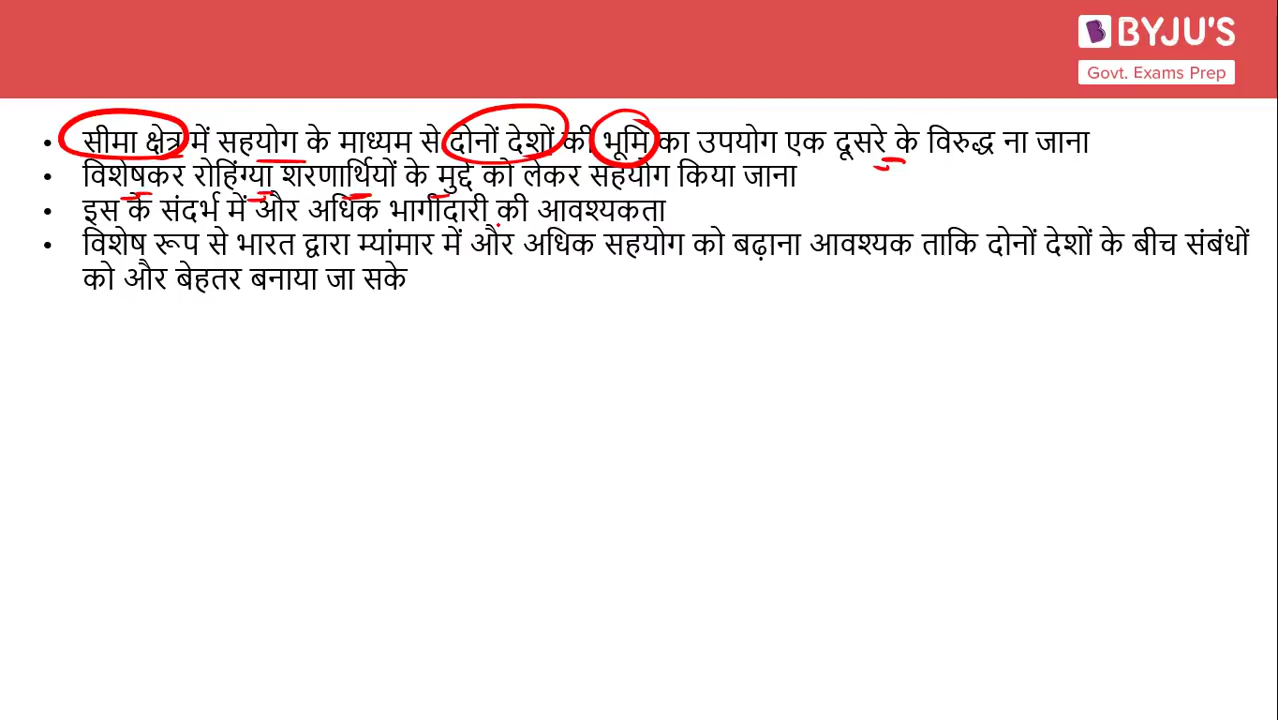 BYJU'S
Govt. Exams Prep
• सीमा क्षेत्र में सहयोग के माध्यम से दोनों देशों की भूमि का उपयोग एक दूसरे के विरुद्ध ना जाना
• विशेषकर रोहिंग्या शरणार्थियों के मुद्दे को लेकर सहयोग किया जाना
• इस के संदर्भ में और अधिक भागीदारी की आवश्यकता
• विशेष रूप से भारत द्वारा म्यांमार में और अधिक सहयोग को बढ़ाना आवश्यक ताकि दोनों देशों के बीच संबंधों
को और बेहतर बनाया जा सके